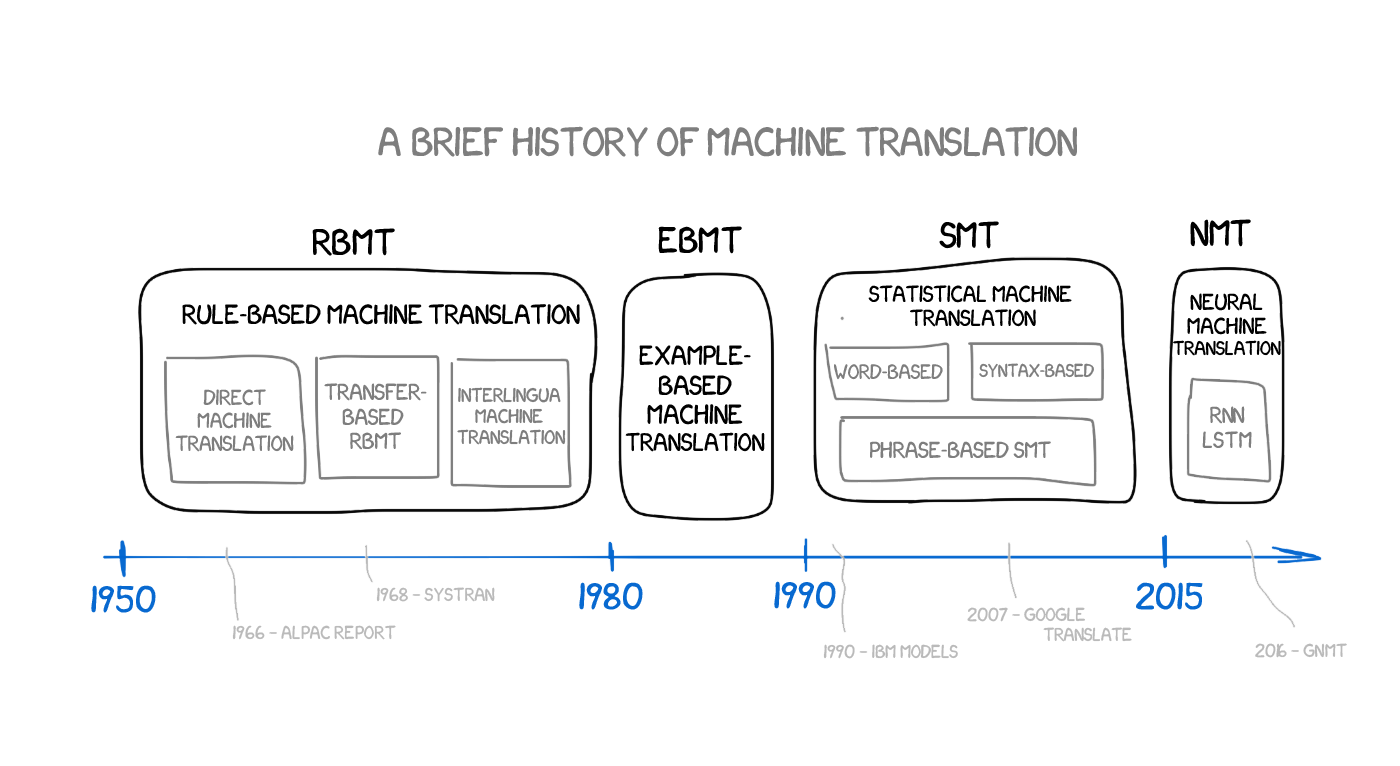 A BRIEF HISTORY OF MACHINE TRANSLATION
RBMT
RULE-BASED MACHINE TRANSLATION
DIRECT
MACHINE
TRANSLATION
TRANSFER-
BASED
RBMT
INTERLINGUA
MACHINE
TRANSLATION
EBMT
EXAMPLE-
BASED
MACHINE
TRANSLATION
SMT
STATISTICAL MACHINE
TRANSLATION
WORD-BASED
SYNTAX-BASED
PHRASE-BASED SMT
NMT
NEURAL
MACHINE
TRANSLATION
RNN
LSTM
1950
1980
1990
2015
1966 - ALPAC REPORT
1968 - SYSTRAN
1990 - IBM MODELS
2007 - GOOGLE
TRANSLATE
2016 - GNMT